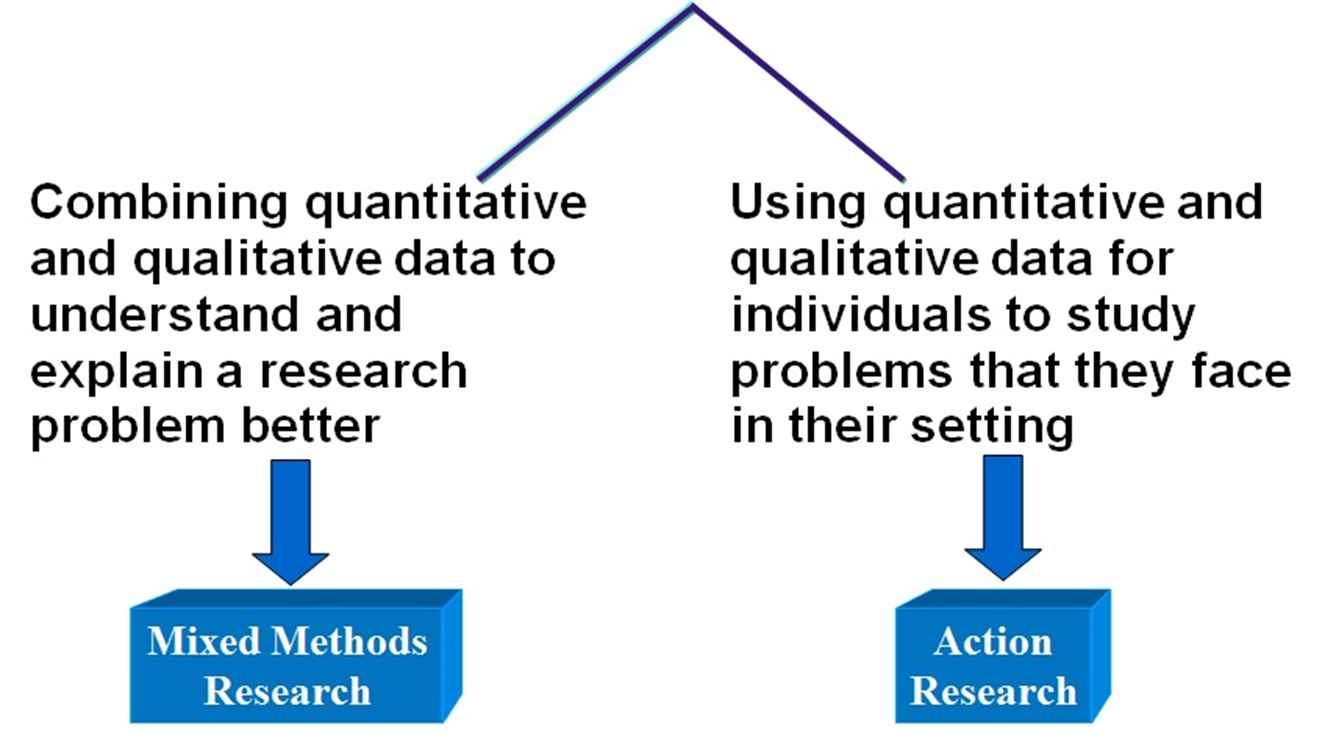 Combining quantitative
and qualitative data to
understand and
explain a research
problem better
Mixed Methods
Research
Using quantitative and
qualitative data for
individuals to study
problems that they face
in their setting
Action
Research